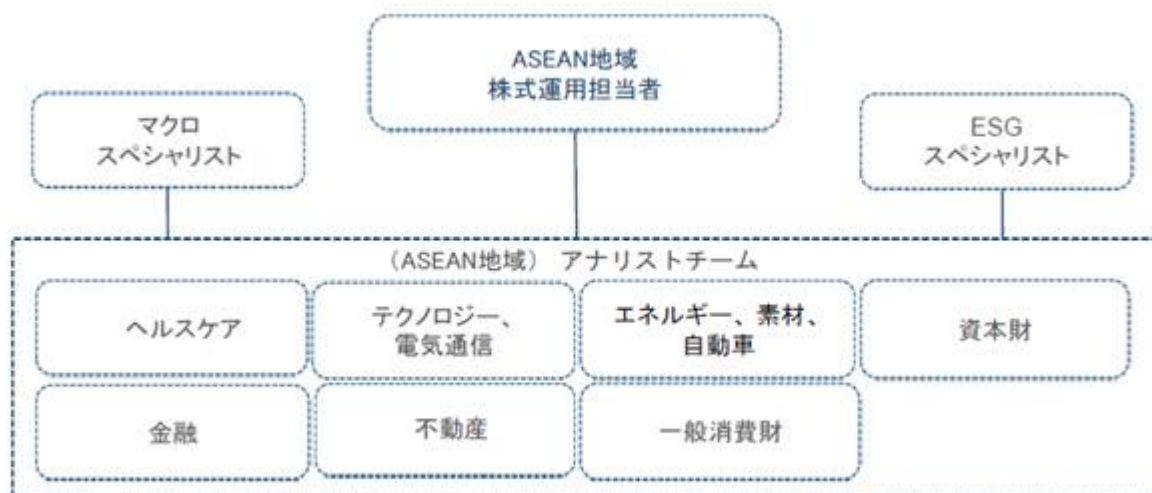 ASEAN地域
株式運用担当者
マクロ
スペシャリスト
ESG
スペシャリスト
（ASEAN地域） アナリストチーム
ヘルスケア
テクノロジー、
電気通信
エネルギー、素材、
自動車
資本財
金融
不動産
一般消費財